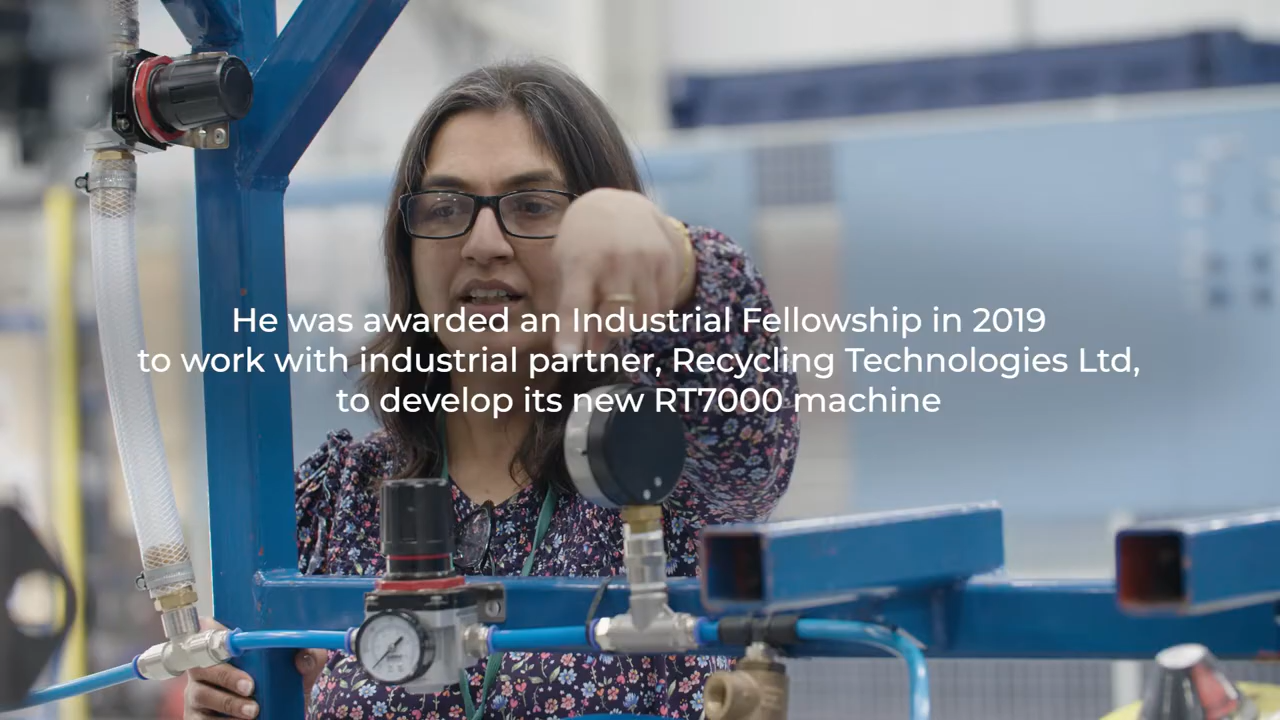 He was awarded an Industrial Fellowship in 2019
to work with industrial partner, Recycling Technologies Ltd,
to develop its new RT7000 machine